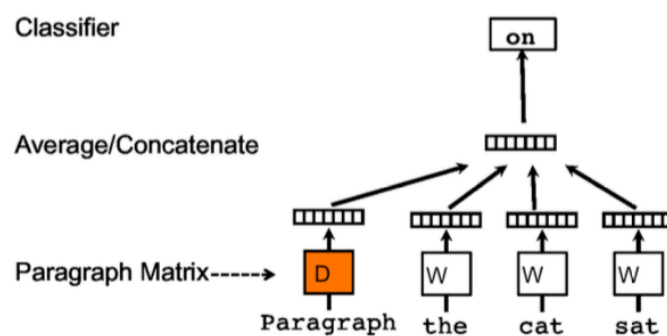 Classifier
on
Average/Concatenate
Paragraph Matrix----->
D W W W
Paragraph the cat sat